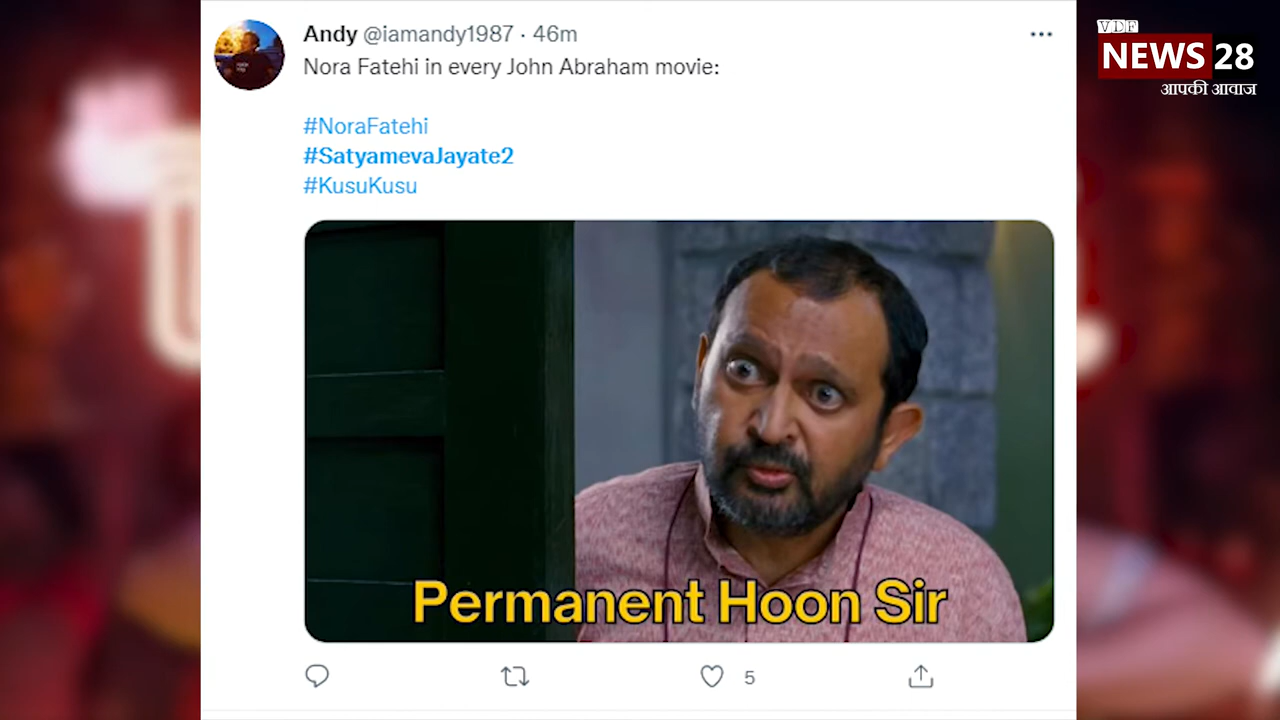 Andy @iamandy1987 · 46m
Nora Fatehi in every John Abraham movie:
#NoraFatehi
#SatyamevaJayate2
#KusuKusu
Permanent Hoon Sir
5
VDF
NEWS 28
आपकी आवाज